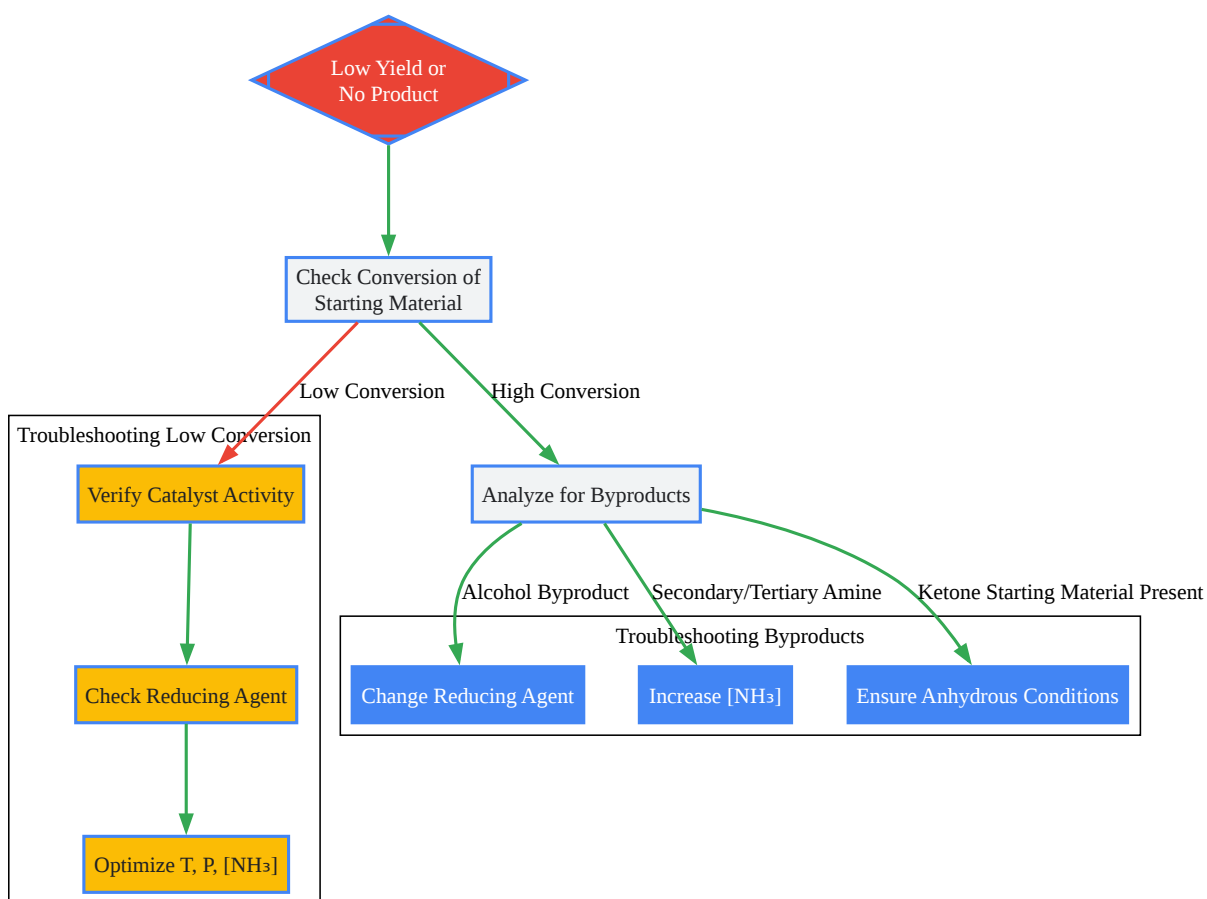 Low Yield or
No Product
Check Conversion of
Starting Material
Low Conversion
High Conversion
Troubleshooting Low Conversion
Verify Catalyst Activity
Analyze for Byproducts
Alcohol Byproduct
Secondary/Tertiary Amine
Ketone Starting Material Present
Troubleshooting Byproducts
Check Reducing Agent
Change Reducing Agent
Increase [NH₃]
Ensure Anhydrous Conditions
Optimize T, P, [NH₃]